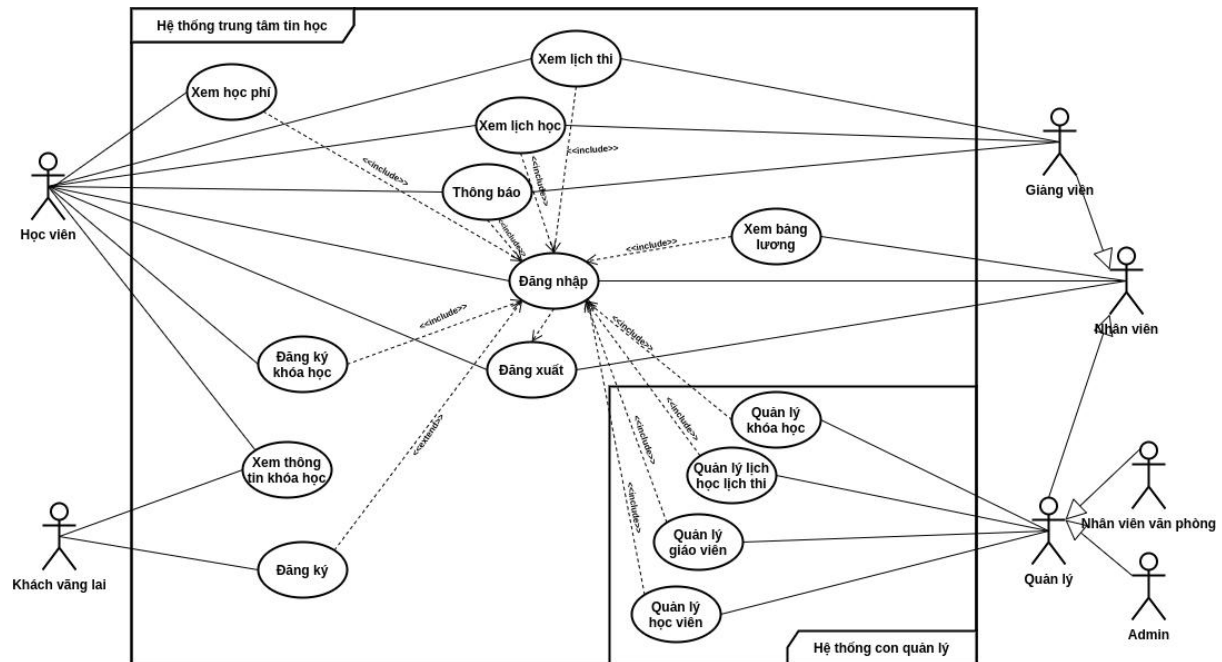 Hệ thống trung tâm tin học
Xem lịch thi
Xem học phí
Xem lịch học
<<include>>
<<include>>
<<include>>
Thông báo
Giảng viên
Học viên
<<include>>
Xem bảng
lương
<<include>>
Đăng nhập
<<include>>
<<include>>
Nhân viên
Đăng ký
khóa học
Đăng xuất
Quản lý
khóa học
<<include>>
<<extend>>
<<include>>
Xem thông
tin khóa học
Quản lý lịch
học lịch thi
<<include>>
Nhân viên văn phòng
Quản lý
giáo viên
Đăng ký
Khách vãng lai
Quản lý
Quản lý
học viên
Admin
Hệ thống con quản lý